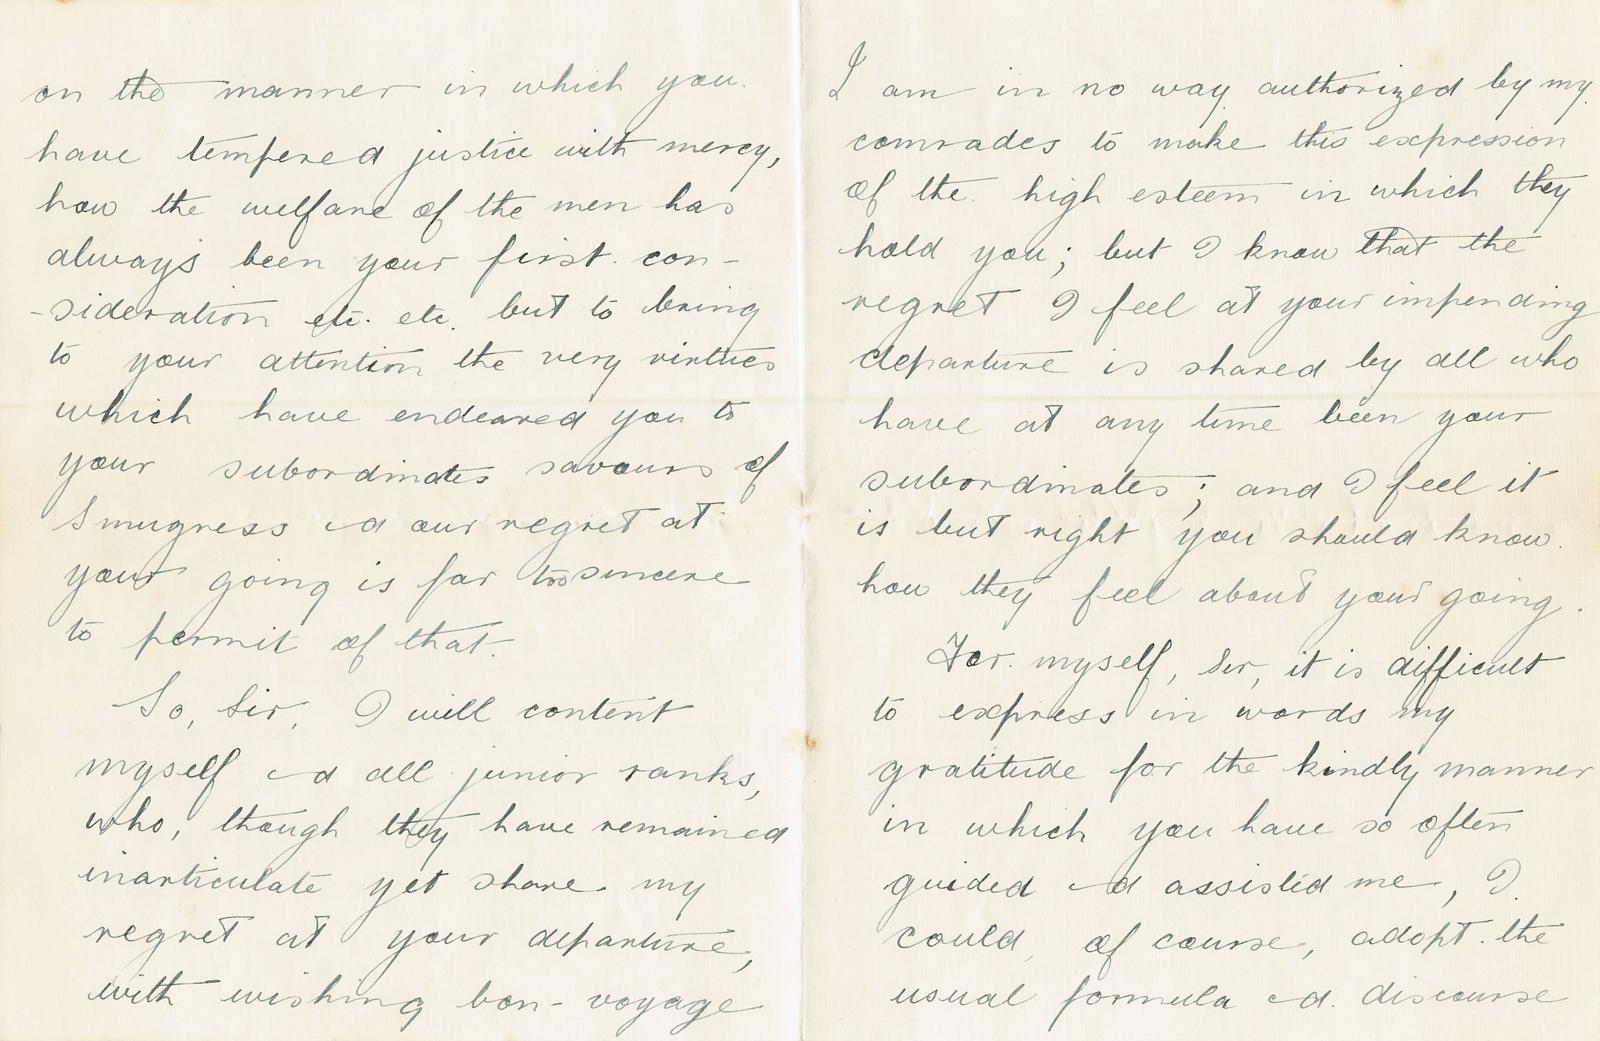 on the manner in which you
have tempered justice with mercy,
how the welfare of the men has
always been your first con-
-sideration etc. etc. but to bring
to your attention the very virtues
which have endeared you to
your subordinates savours of
smugness and our regret at
your going is far too sincere
to permit of that.
So, Sir, I will content
myself and all junior ranks,
who, though they have remained
inarticulate yet share my
regret at your departure,
with wishing bon-voyage
I am in no way authorized by my
comrades to make this expression
of the high esteem in which they
hold you; but I know that the
regret I feel at your impending
departure is shared by all who
have at any time been your
subordinates; and I feel it
is but right you should know
how they feel about your going.
For myself, Sir, it is difficult
to express in words my
gratitude for the kindly manner
in which you have so often
guided and assisted me, I
could, of course, adopt the
usual formula and discourse